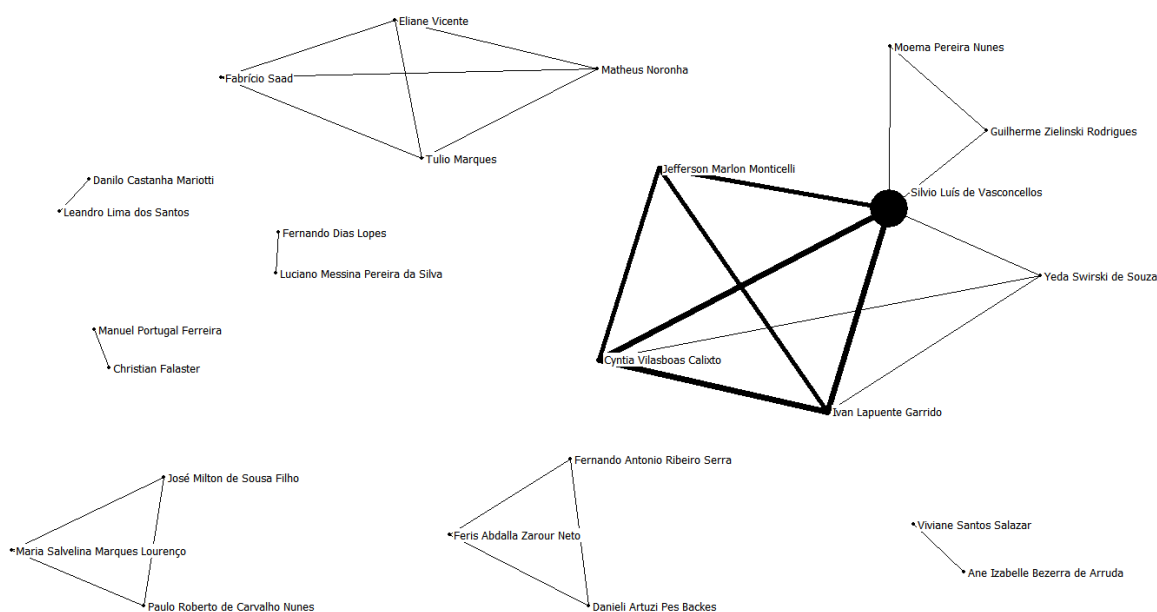 Eliane Vicente
Moema Pereira Nunes
Fabrício Saad
Matheus Noronha
Guilherme Zielinski Rodrigues
Tulio Marques
Jefferson Marlon Monticelli
Danilo Castanha Mariotti
Silvio Luís de Vasconcellos
Leandro Lima dos Santos
Fernando Dias Lopes
Luciano Messina Pereira da Silva
Yeda Swirski de Souza
Manuel Portugal Ferreira
Cyntia Vilasboas Calixto
Christian Falaster
Ivan Lapuente Garrido
Fernando Antonio Ribeiro Serra
José Milton de Sousa Filho
Viviane Santos Salazar
Feris Abdalla Zarour Neto
Maria Salvelina Marques Lourenço
Ane Izabelle Bezerra de Arruda
Paulo Roberto de Carvalho Nunes
Danieli Artuzi Pes Backes